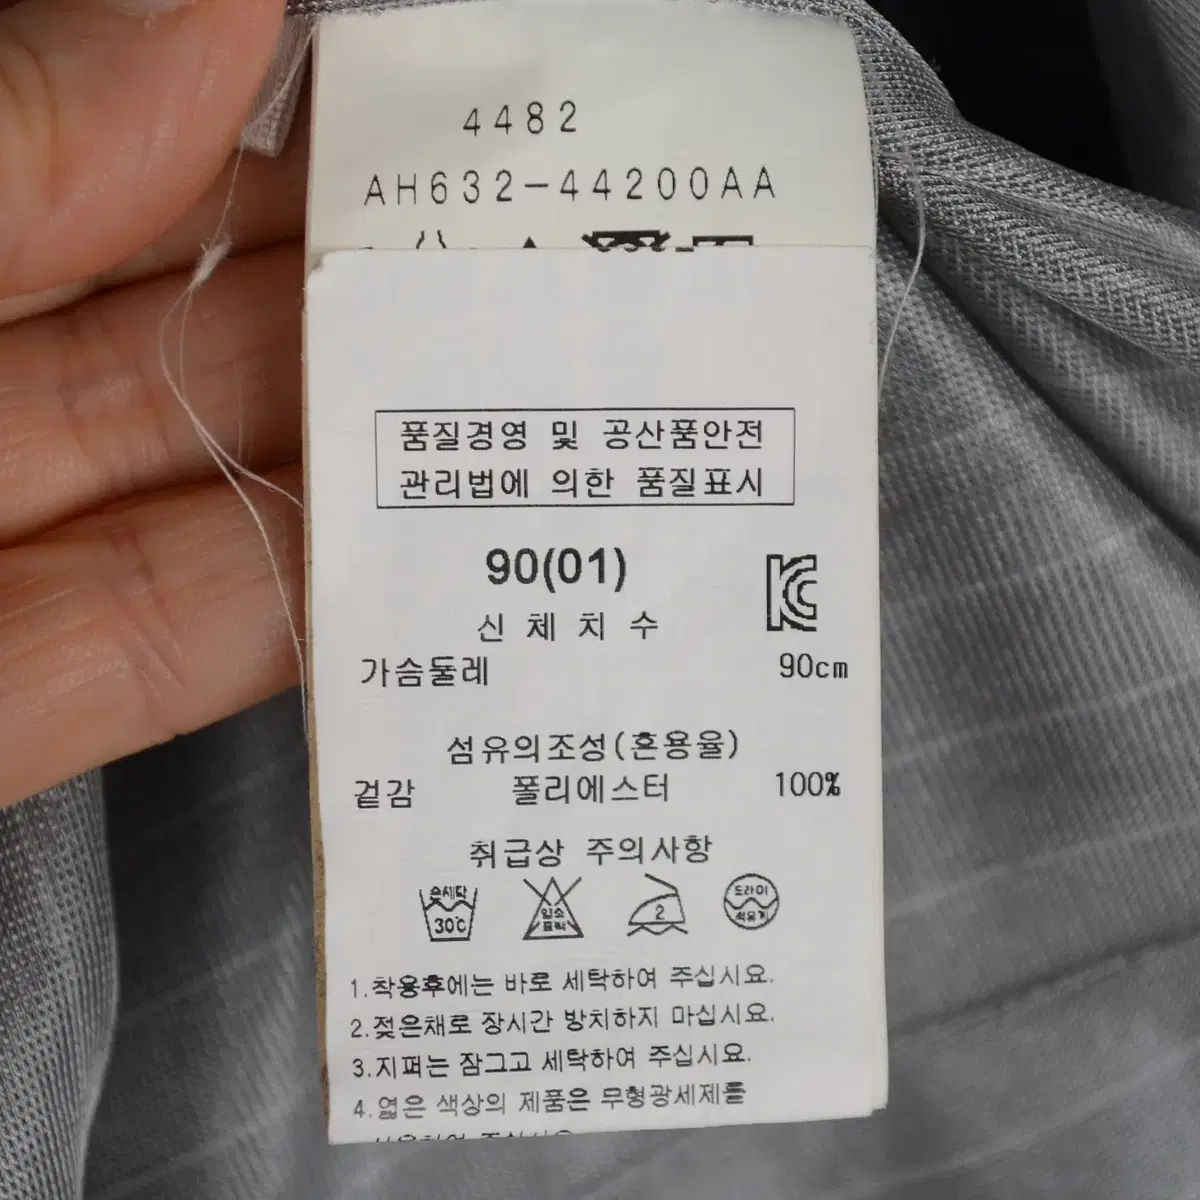 4482
AH632-44200AA
품질경영 및 공산품안전
관리법에 의한 품질표시
90(01)
신체치수
가슴둘레 90cm
섬유의조성(혼용율)
겉감 폴리에스터 100%
취급상 주의사항
손세탁 30℃ 염소표백 2 드라이 석유계
1.착용후에는 바로 세탁하여 주십시요.
2.젖은채로 장시간 방치하지 마십시요.
3.지퍼는 잠그고 세탁하여 주십시요.
4.엷은 색상의 제품은 무형광세제를